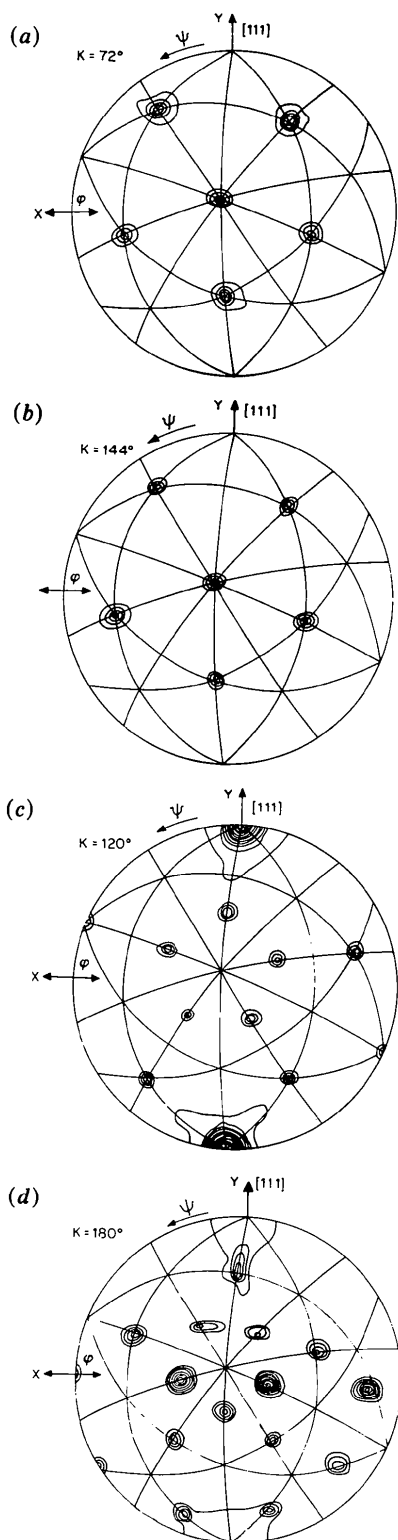 (a)
Y
[111]
ψ
K = 72°
X
φ
(b)
Y
[111]
ψ
K = 144°
φ
(c)
Y
[111]
ψ
K = 120°
X
φ
(d)
Y
[111]
ψ
K = 180°
X
φ